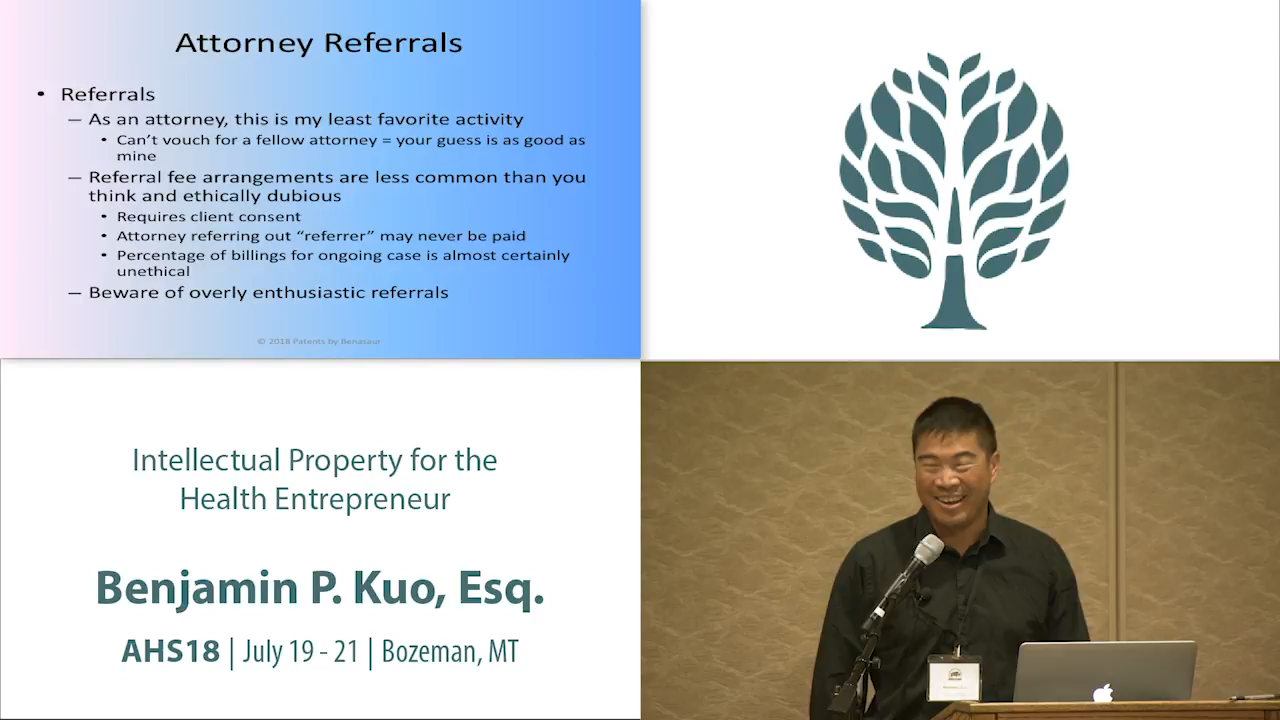 Attorney Referrals
• Referrals
– As an attorney, this is my least favorite activity
• Can't vouch for a fellow attorney = your guess is as good as
mine
– Referral fee arrangements are less common than you
think and ethically dubious
• Requires client consent
• Attorney referring out “referrer” may never be paid
• Percentage of billings for ongoing case is almost certainly
unethical
– Beware of overly enthusiastic referrals
© 2018 Patents by Benasaur
Intellectual Property for the
Health Entrepreneur
Benjamin P. Kuo, Esq.
AHS18 | July 19 - 21 | Bozeman, MT